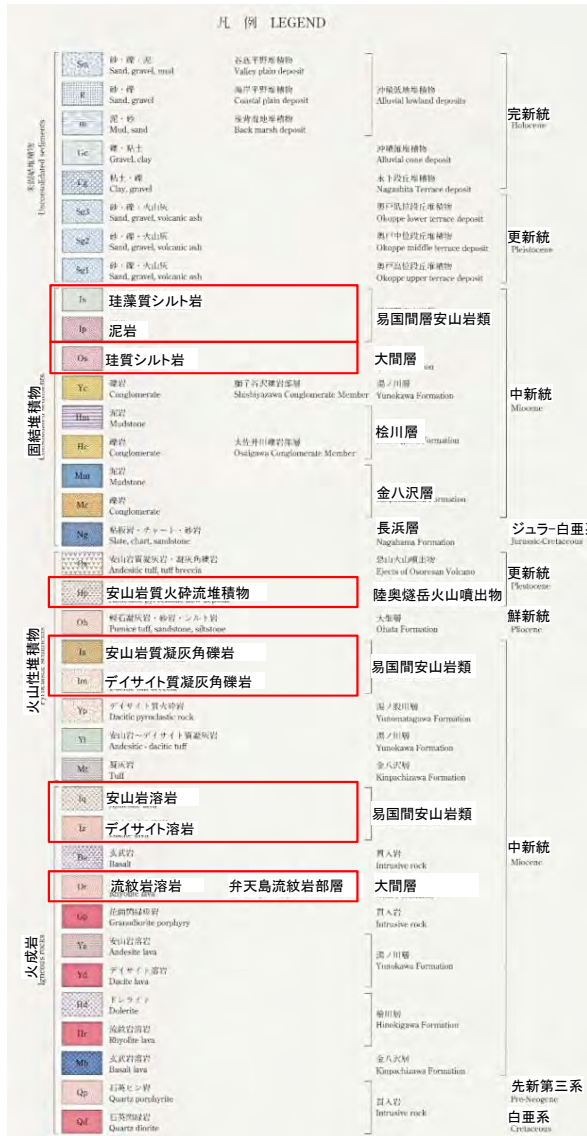 凡 例 LEGEND
未固結堆積物
Unconsolidated sediments
Sm 砂・礫・泥 谷底平野堆積物
Sand, gravel, mud Valley plain deposit
R 砂・礫 海岸平野堆積物 沖積低地堆積物
Sand, gravel Coastal plain deposit Alluvial lowland deposits
泥・砂 後背湿地堆積物
Mud, sand Back marsh deposit
完新統
Holocene
礫・粘土 沖積錐堆積物
Gravel, clay Alluvial cone deposit
粘土・礫 永下段丘堆積物
Clay, gravel Nagashita Terrace deposit
Sg3 砂・礫・火山灰 奥戸低位段丘堆積物
Sand, gravel, volcanic ash Okoppe lower terrace deposit
Sg2 砂・礫・火山灰 奥戸中位段丘堆積物
Sand, gravel, volcanic ash Okoppe middle terrace deposit
更新統
Pleistocene
Sg1 砂・礫・火山灰 奥戸高位段丘堆積物
Sand, gravel, volcanic ash Okoppe upper terrace deposit
固結堆積物
Is 珪藻質シルト岩
易国間層安山岩類
Ip 泥岩
On 珪質シルト岩 大間層
Yc 礫岩 獅子谷沢礫岩部層 湯ノ川層
Conglomerate Shishiyazawa Conglomerate Member Yunokawa Formation
中新統
Miocene
Hm 泥岩
Mudstone
桧川層
Hc 礫岩 大佐井川礫岩部層
Conglomerate Osaigawa Conglomerate Member
Mm 泥岩
Mudstone
金八沢層
Mc 礫岩
Conglomerate
Ng 粘板岩・チャート・砂岩 長浜層 ジュラ-白亜系
Slate, chart, sandstone Nagahama Formation Jurassic-Cretaceous
火山性堆積物
安山岩質凝灰岩・凝灰角礫岩 恐山火山噴出物
Andesitic tuff, tuff breccia Ejects of Osoresan Volcano
更新統
Plestocene
Hp 安山岩質火砕流堆積物 陸奥燧岳火山噴出物
Oh 軽石凝灰岩・砂岩・シルト岩 大畑層 鮮新統
Pumice tuff, sandstone, siltstone Ohata Formation Pliocene
Ia 安山岩質凝灰角礫岩
易国間安山岩類
Im デイサイト質凝灰角礫岩
Yp デイサイト質火砕岩 湯ノ股川層
Dacitic pyroclastic rock Yunomatagawa Formation
Yt 安山岩～デイサイト質凝灰岩 湯ノ川層
Andesitic - dacitic tuff Yunokawa Formation
Mt 凝灰岩 金八沢層
Tuff Kinpachizawa Formation
火成岩
Igneous rocks
Iq 安山岩溶岩
易国間安山岩類
Iz デイサイト溶岩
Ba 玄武岩 貫入岩
Basalt Intrusive rock
中新統
Miocene
Or 流紋岩溶岩 弁天島流紋岩部層 大間層
Gp 花崗閃緑斑岩 貫入岩
Granodiorite porphyry Intrusive rock
Ya 安山岩溶岩
Andesite lava
湯ノ川層
Yunokawa Formation
Yd デイサイト溶岩
Dacite lava
Hd ドレライト
Dolerite
檜川層
Hinokigawa Formation
Hr 流紋岩溶岩
Rhyolite lava
Mb 玄武岩溶岩 金八沢層
Basalt lava Kinpachizawa Formation
Qp 石英ヒン岩 先新第三系
Quartz porphyrite Pre-Neogene
貫入岩
Intrusive rock
Qd 石英閃緑岩 白亜系
Quartz diorite Cretaceous